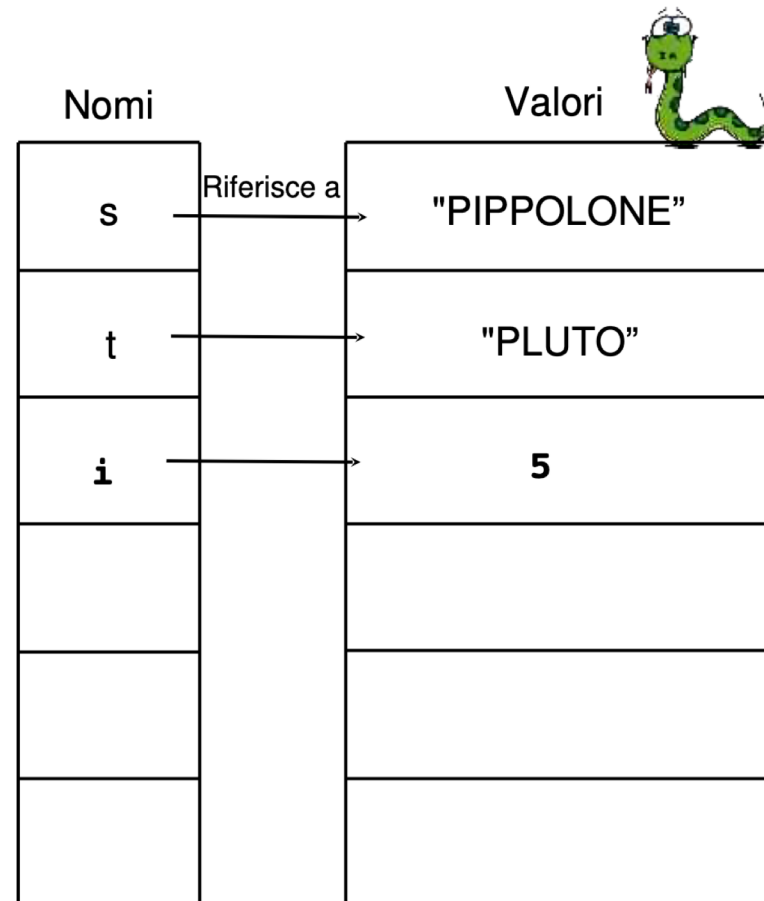 Nomi
Valori
Riferisce a
s
"PIPPOLONE”
t
"PLUTO”
i
5